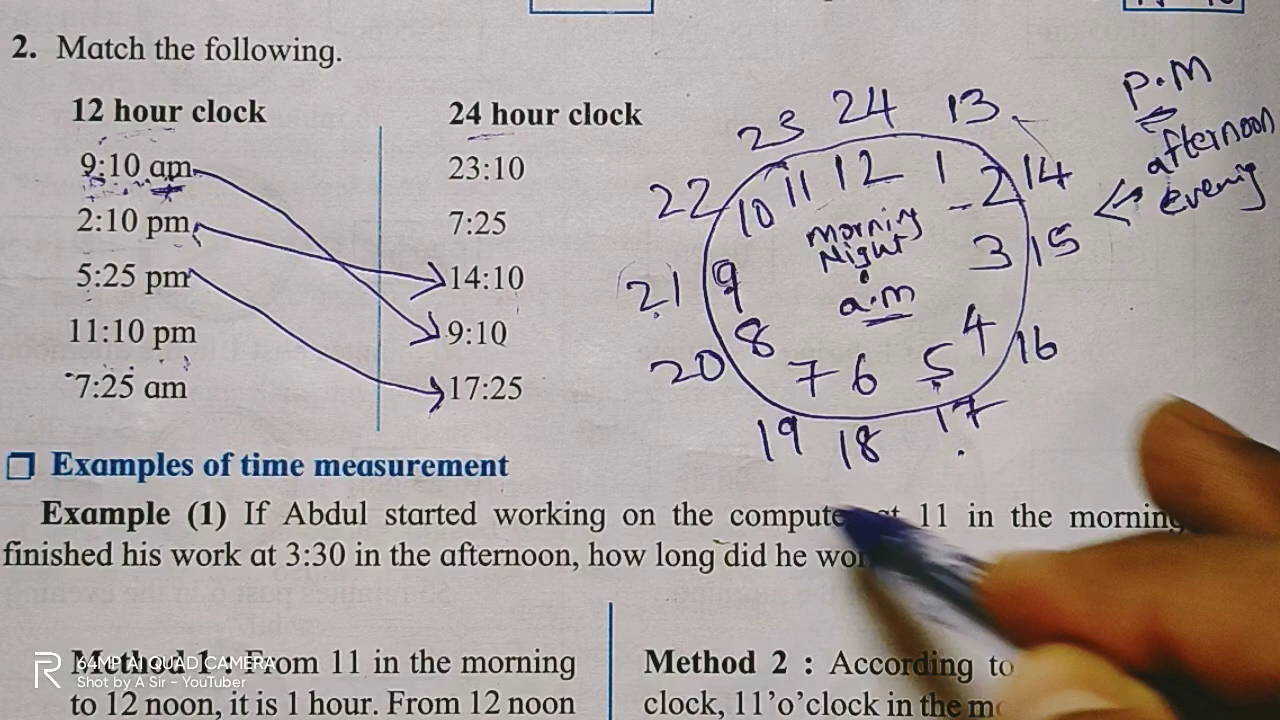 2. Match the following.
12 hour clock
24 hour clock
9:10 am
23:10
2:10 pm
7:25
5:25 pm
14:10
11:10 pm
9:10
7:25 am
17:25
23 24 13
22 10 11 12 1 2 14
21 9 3 15
20 8 7 6 5 4 16
19 18 17
morning
Night
a.m
P.M
afternoon
evenig
Examples of time measurement
Example (1) If Abdul started working on the compute at 11 in the morning
finished his work at 3:30 in the afternoon, how long did he
Method 1 : From 11 in the morning
to 12 noon, it is 1 hour. From 12 noon
Method 2 : According to
clock, 11'o'clock in the
64MP AI QUAD CAMERA
Shot by A Sir - YouTuber